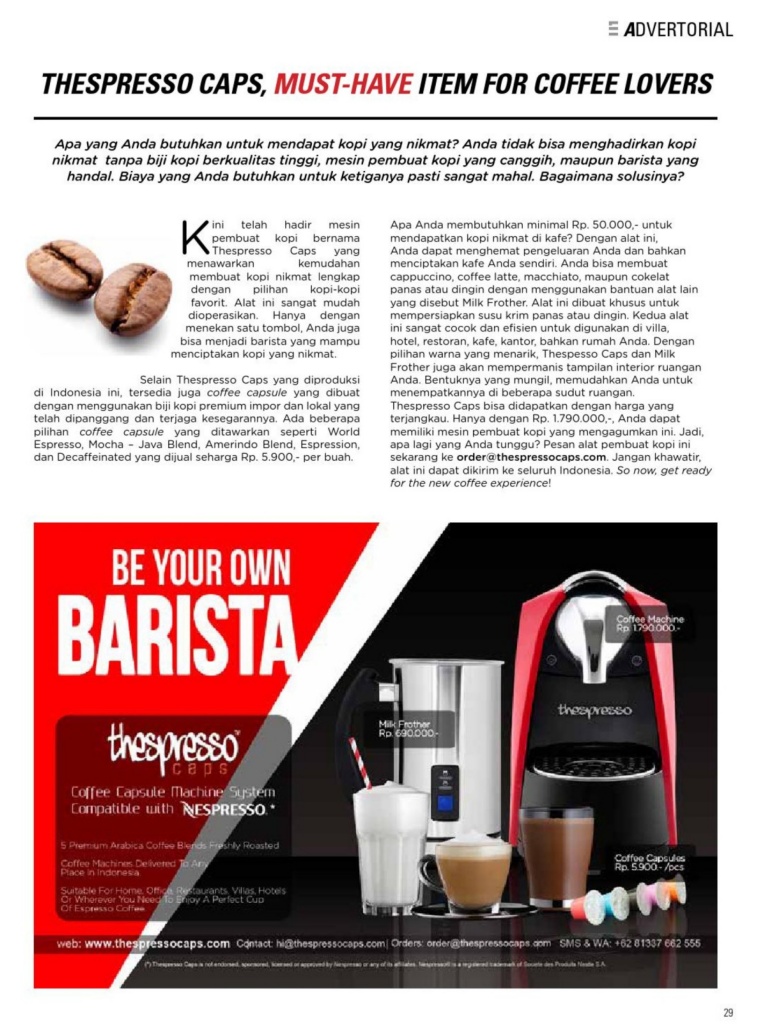 ADVERTORIAL
THESPRESSO CAPS, MUST-HAVE ITEM FOR COFFEE LOVERS
Apa yang Anda butuhkan untuk mendapat kopi yang nikmat? Anda tidak bisa menghadirkan kopi
nikmat tanpa biji kopi berkualitas tinggi, mesin pembuat kopi yang canggih, maupun barista yang
handal. Biaya yang Anda butuhkan untuk ketiganya pasti sangat mahal. Bagaimana solusinya?
Kini telah hadir mesin
pembuat kopi bernama
Thespresso Caps yang
menawarkan kemudahan
membuat kopi nikmat lengkap
dengan pilihan kopi-kopi
favorit. Alat ini sangat mudah
dioperasikan. Hanya dengan
menekan satu tombol, Anda juga
bisa menjadi barista yang mampu
menciptakan kopi yang nikmat.
Selain Thespresso Caps yang diproduksi
di Indonesia ini, tersedia juga coffee capsule yang dibuat
dengan menggunakan biji kopi premium impor dan lokal yang
telah dipanggang dan terjaga kesegarannya. Ada beberapa
pilihan coffee capsule yang ditawarkan seperti World
Espresso, Mocha – Java Blend, Amerindo Blend, Espression,
dan Decaffeinated yang dijual seharga Rp. 5.900,- per buah.
Apa Anda membutuhkan minimal Rp. 50.000,- untuk
mendapatkan kopi nikmat di kafe? Dengan alat ini,
Anda dapat menghemat pengeluaran Anda dan bahkan
menciptakan kafe Anda sendiri. Anda bisa membuat
cappuccino, coffee latte, macchiato, maupun cokelat
panas atau dingin dengan menggunakan bantuan alat lain
yang disebut Milk Frother. Alat ini dibuat khusus untuk
mempersiapkan susu krim panas atau dingin. Kedua alat
ini sangat cocok dan efisien untuk digunakan di villa,
hotel, restoran, kafe, kantor, bahkan rumah Anda. Dengan
pilihan warna yang menarik, Thespesso Caps dan Milk
Frother juga akan mempermanis tampilan interior ruangan
Anda. Bentuknya yang mungil, memudahkan Anda untuk
menempatkannya di beberapa sudut ruangan.
Thespresso Caps bisa didapatkan dengan harga yang
terjangkau. Hanya dengan Rp. 1.790.000,-, Anda dapat
memiliki mesin pembuat kopi yang mengagumkan ini. Jadi,
apa lagi yang Anda tunggu? Pesan alat pembuat kopi ini
sekarang ke order@thespressocaps.com. Jangan khawatir,
alat ini dapat dikirim ke seluruh Indonesia. So now, get ready
for the new coffee experience!
BE YOUR OWN
BARISTA
thespresso™
caps
Coffee Capsule Machine System
Compatible with NESPRESSO.*
5 Premium Arabica Coffee Blends Freshly Roasted
Coffee Machines Delivered To Any
Place in Indonesia
Suitable For Home, Office, Restaurants, Villas, Hotels
Or Wherever You Need To Enjoy A Perfect Cup
Of Espresso Coffee
Coffee Machine
Rp. 1.790.000.-
thespresso
Milk Frother
Rp. 690.000.-
Coffee Capsules
Rp. 5.900.-/pcs
web: www.thespressocaps.com Contact: hi@thespressocaps.com | Orders: order@thespressocaps.com SMS & WA: +62 81337 662 555
(*) Thespresso Caps is not endorsed, sponsored, licensed or approved by Nespresso or any of its affiliates. Nespresso® is a registered trademark of Societe des Produits Nestle S.A.
29